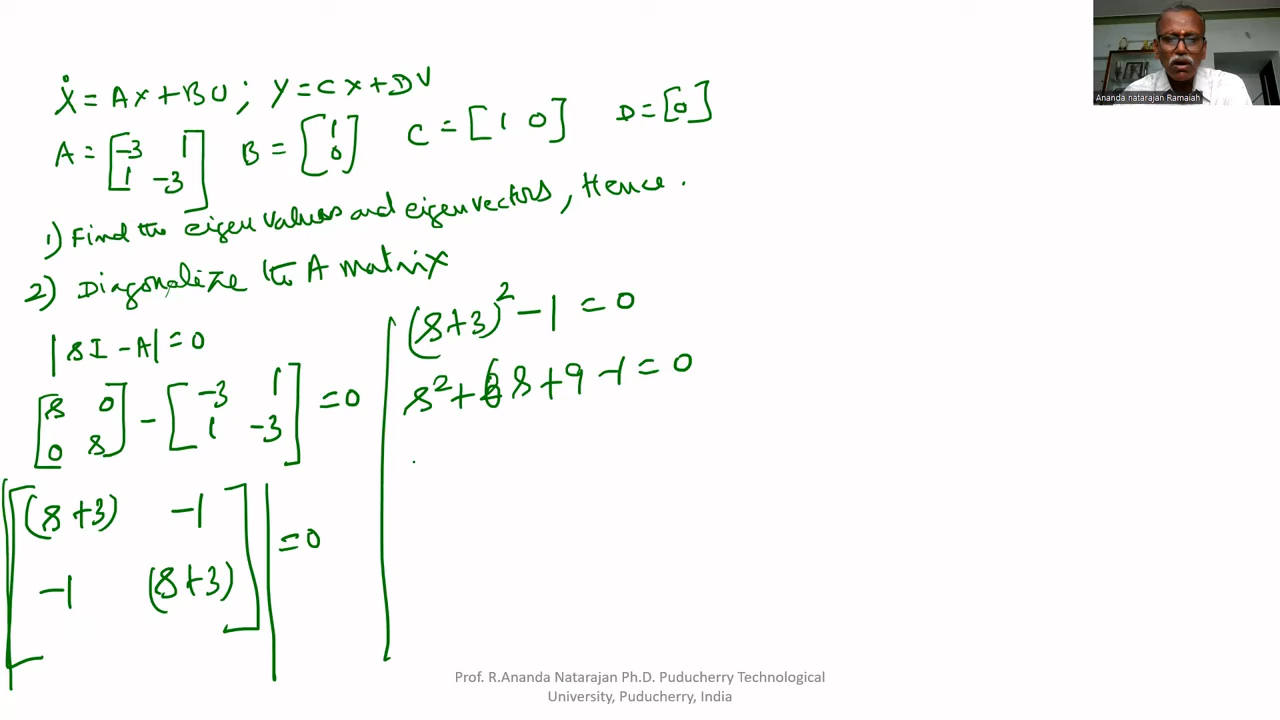 Ẋ = AX + BU ; Y = CX + DU
A = [-3 1; 1 -3] B = [1; 0] C = [1 0] D = [0]
1) Find the eigen values and eigen vectors, Hence.
2) Diagonalize the A matrix
|SI - A| = 0
[S 0; 0 S] - [-3 1; 1 -3] = 0
|[(S+3) -1; -1 (S+3)]| = 0
(S+3)² - 1 = 0
S² + 6S + 9 - 1 = 0
Ananda natarajan Ramaiah
Prof. R.Ananda Natarajan Ph.D. Puducherry Technological
University, Puducherry, India